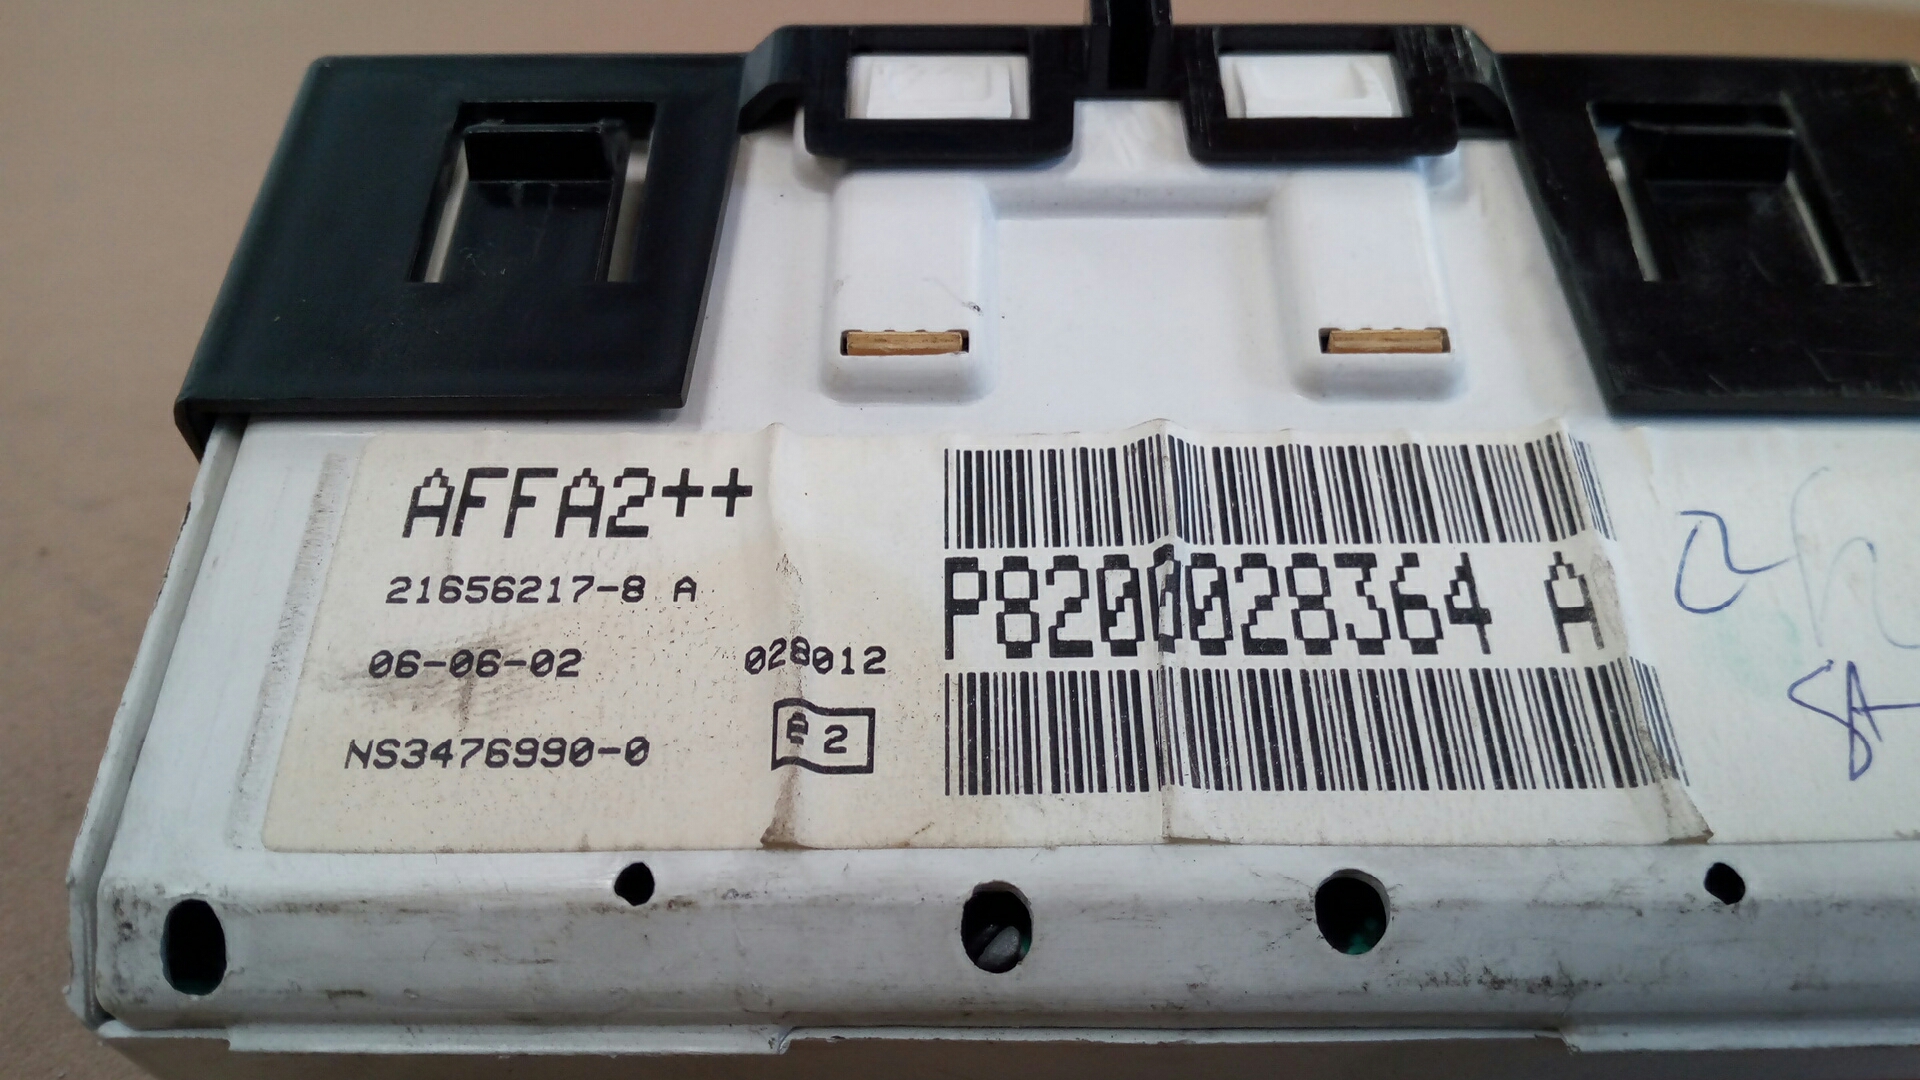 AFFA2++
21656217-8 A
06-06-02 028012
NS3476990-0
2
P8200028364 A